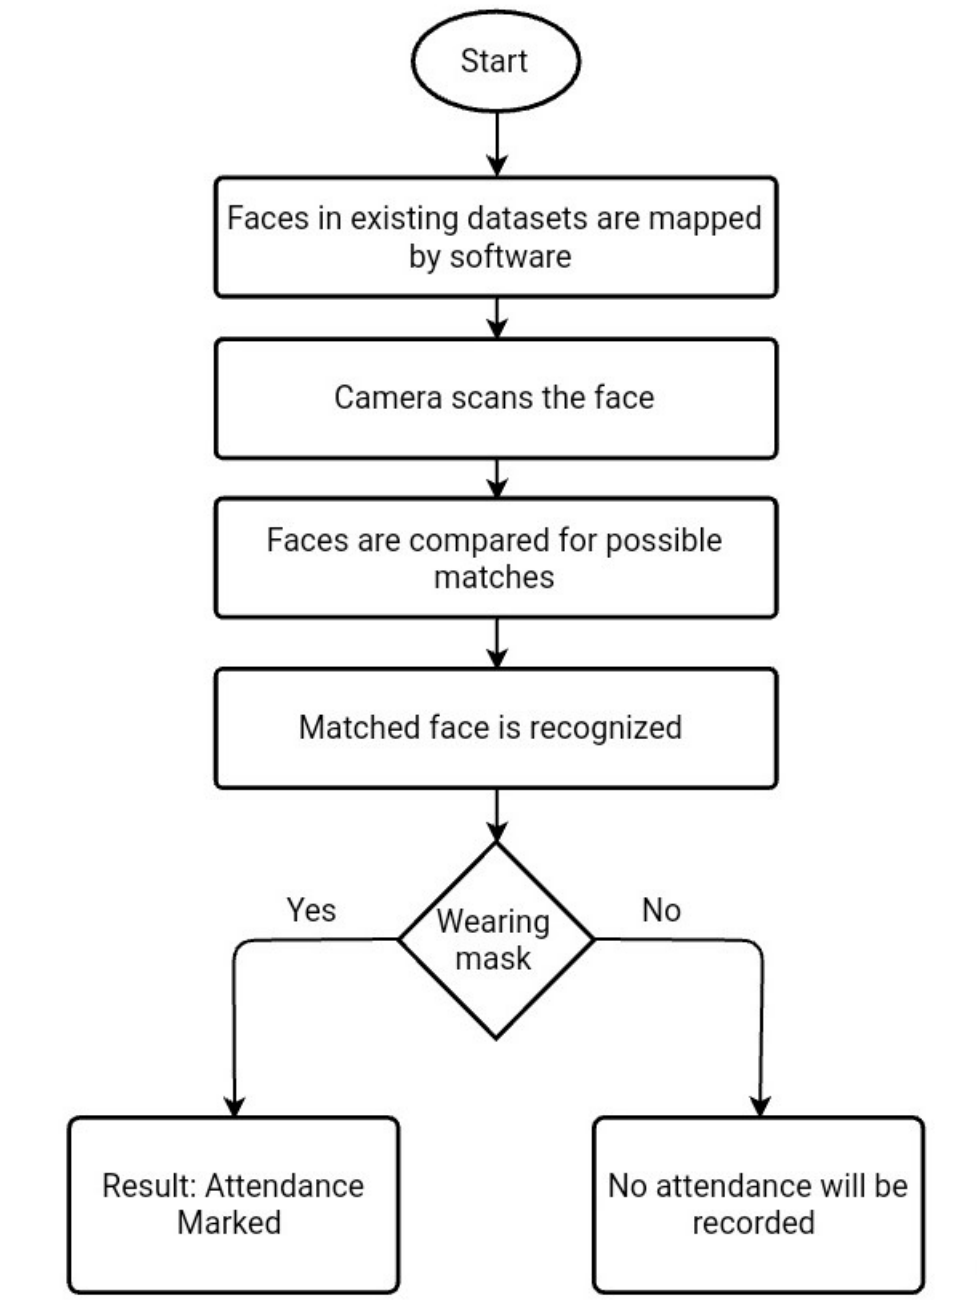 Start
Faces in existing datasets are mapped
by software
Camera scans the face
Faces are compared for possible
matches
Matched face is recognized
Yes
Wearing
mask
No
Result: Attendance
Marked
No attendance will be
recorded